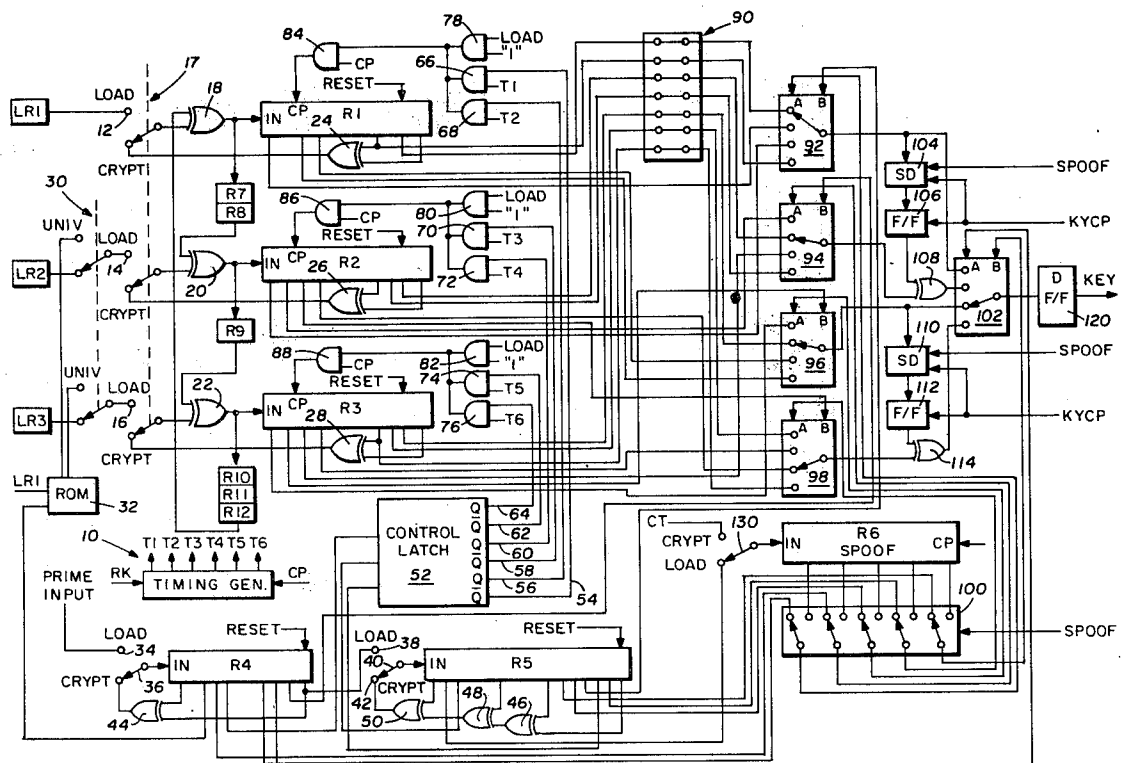 78
84
LOAD
"1"
90
17
66
CP
LOAD
RESET
T1
A B
LR1
12
18
IN
CP
R1
24
68
T2
92
104
SD
SPOOF
CRYPT
30
R7
R8
86
80
LOAD
"1"
106
F/F
KYCP
UNIV
LOAD
CP
RESET
70
T3
A B
108
A B
LR2
14
20
IN
CP
R2
26
72
T4
94
102
D
F/F
KEY
120
CRYPT
R9
88
82
LOAD
"1"
A B
110
SD
SPOOF
UNIV
LOAD
CP
RESET
74
T5
96
112
F/F
KYCP
LR3
16
22
IN
CP
R3
28
76
T6
A B
98
114
CRYPT
LR1
ROM
32
R10
R11
R12
CONTROL
LATCH
52
Q
Q
Q
Q
Q
Q
64
62
60
58
56
54
CT
CRYPT
LOAD
130
IN
R6
SPOOF
CP
10
T1 T2 T3 T4 T5 T6
RK
TIMING GEN.
CP
PRIME
INPUT
100
SPOOF
LOAD
34
CRYPT
36
IN
R4
RESET
44
LOAD
38
40
42
CRYPT
IN
R5
RESET
50
48
46